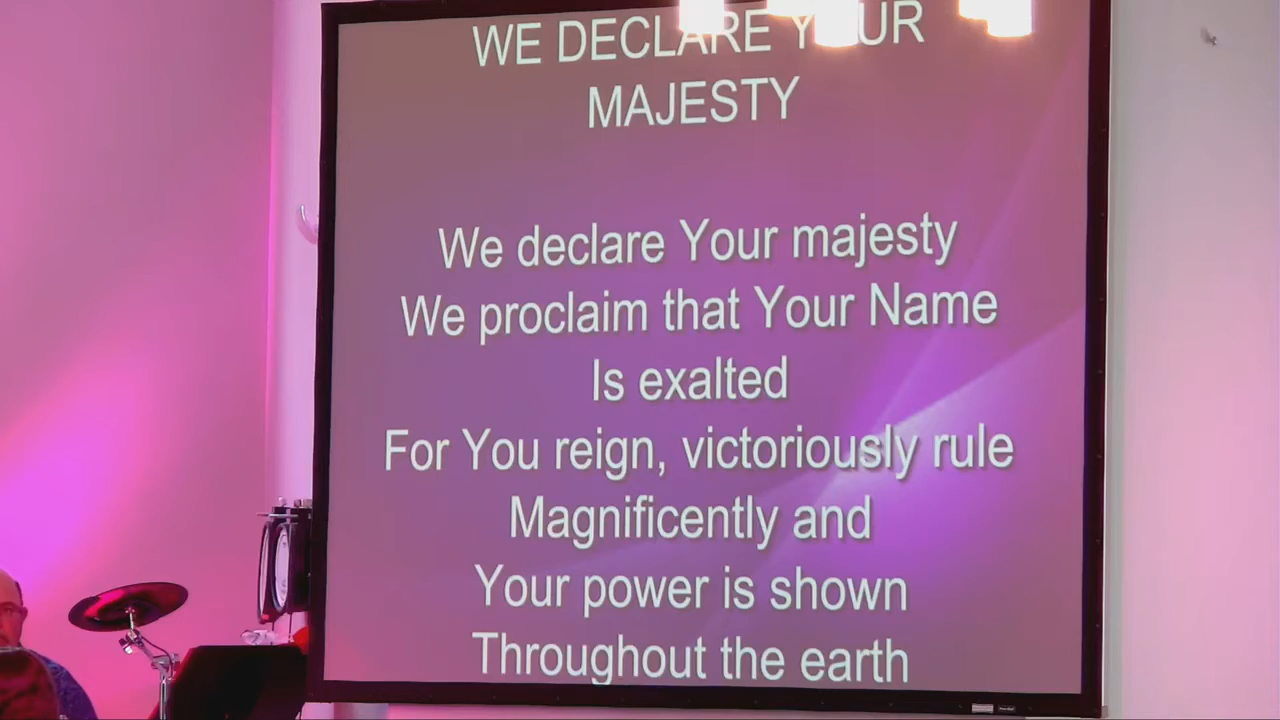 WE DECLARE YOUR
MAJESTY
We declare Your majesty
We proclaim that Your Name
Is exalted
For You reign, victoriously rule
Magnificently and
Your power is shown
Throughout the earth